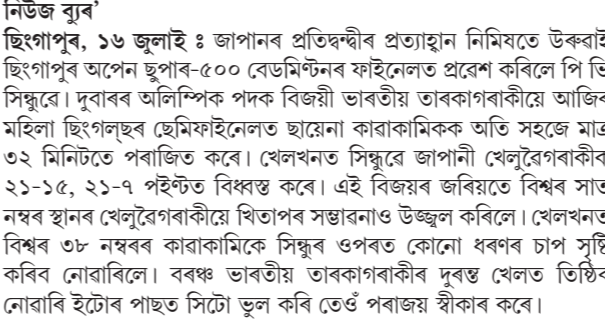 নিউজ ব্যুৰ'
ছিংগাপুৰ, ১৬ জুলাই ঃ জাপানৰ প্ৰতিদ্বন্দ্বীৰ প্ৰত্যাহ্বান নিমিষতে উৰুৱাই
ছিংগাপুৰ অপেন ছুপাৰ-৫০০ বেডমিণ্টনৰ ফাইনেলত প্ৰৱেশ কৰিলে পি ভি
সিন্ধুৱে। দুবাৰৰ অলিম্পিক পদক বিজয়ী ভাৰতীয় তাৰকাগৰাকীয়ে আজিৰ
মহিলা ছিংগল্‌ছৰ ছেমিফাইনেলত ছায়েনা কাৱাকামিকক অতি সহজে মাত্ৰ
৩২ মিনিটতে পৰাজিত কৰে। খেলখনত সিন্ধুৱে জাপানী খেলুৱৈগৰাকীক
২১-১৫, ২১-৭ পইণ্টত বিধ্বস্ত কৰে। এই বিজয়ৰ জৰিয়তে বিশ্বৰ সাত
নম্বৰ স্থানৰ খেলুৱৈগৰাকীয়ে খিতাপৰ সম্ভাৱনাও উজ্জ্বল কৰিলে। খেলখনত
বিশ্বৰ ৩৮ নম্বৰৰ কাৱাকামিকে সিন্ধুৰ ওপৰত কোনো ধৰণৰ চাপ সৃষ্টি
কৰিব নোৱাৰিলে। বৰঞ্চ ভাৰতীয় তাৰকাগৰাকীৰ দুৰন্ত খেলত তিষ্ঠিব
নোৱাৰি ইটোৰ পাছত সিটো ভুল কৰি তেওঁ পৰাজয় স্বীকাৰ কৰে।